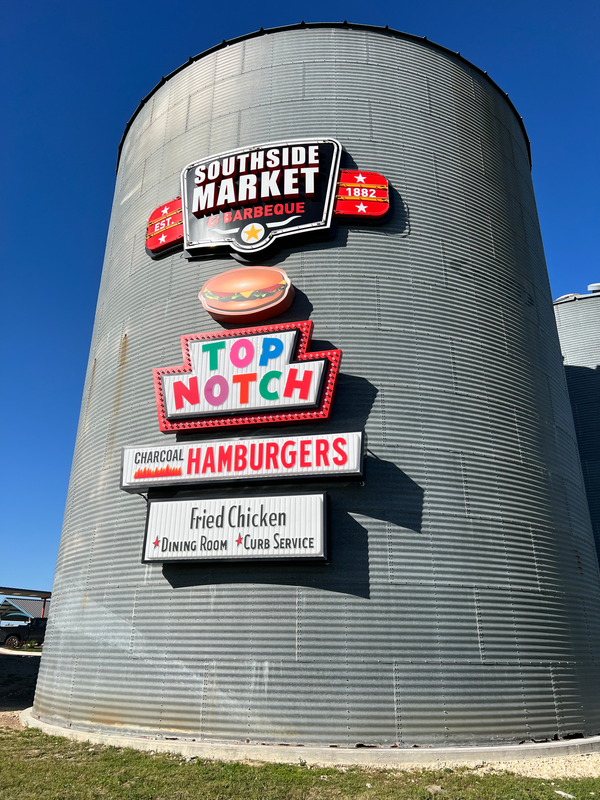 SOUTHSIDE
MARKET
& BARBEQUE
EST.
1882
TOP
NOTCH
CHARCOAL HAMBURGERS
Fried Chicken
DINING ROOM CURB SERVICE